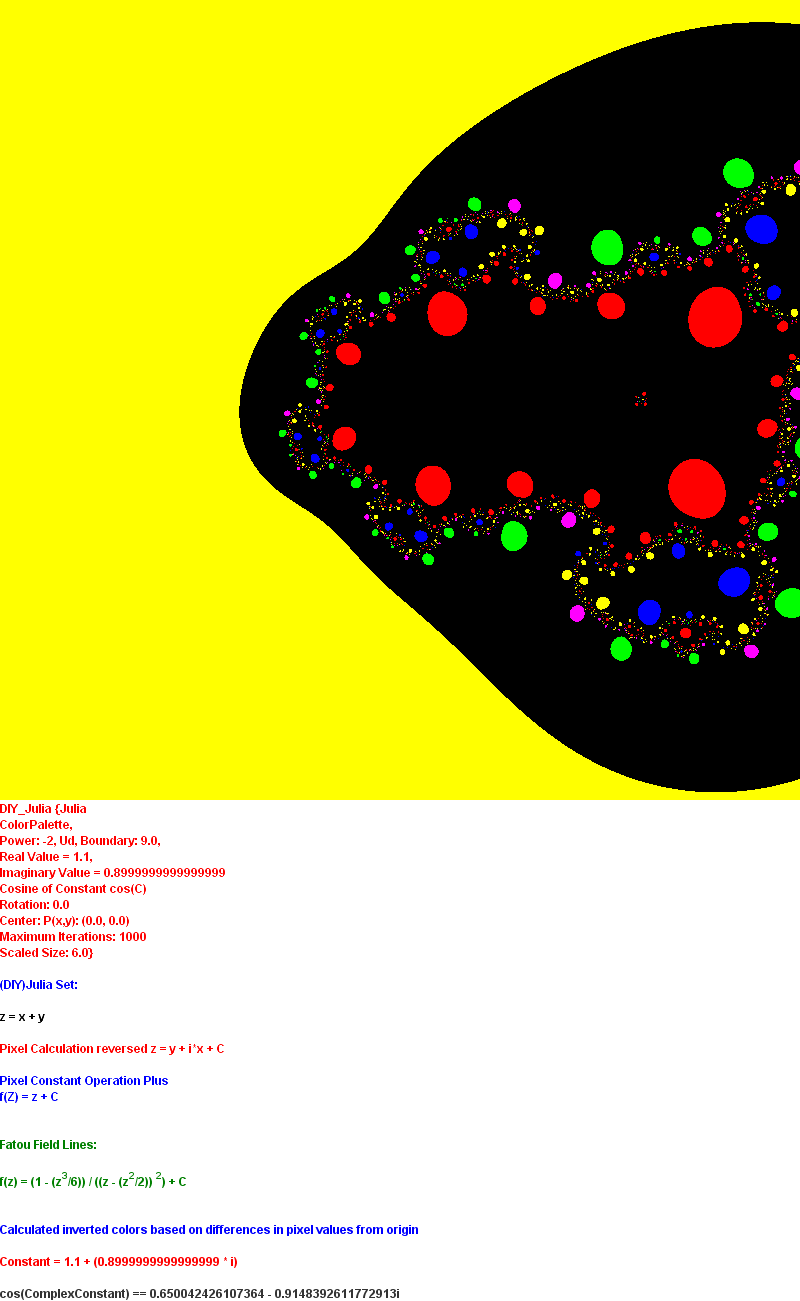 DIY_Julia {Julia
ColorPalette,
Power: -2, Ud, Boundary: 9.0,
Real Value = 1.1,
Imaginary Value = 0.8999999999999999
Cosine of Constant cos(C)
Rotation: 0.0
Center: P(x,y): (0.0, 0.0)
Maximum Iterations: 1000
Scaled Size: 6.0}
(DIY)Julia Set:
z = x + y
Pixel Calculation reversed z = y + i*x + C
Pixel Constant Operation Plus
f(Z) = z + C
Fatou Field Lines:
f(z) = (1 - (z^3/6)) / ((z - (z^2/2))^2) + C
Calculated inverted colors based on differences in pixel values from origin
Constant = 1.1 + (0.8999999999999999 * i)
cos(ComplexConstant) == 0.650042426107364 - 0.9148392611772913i